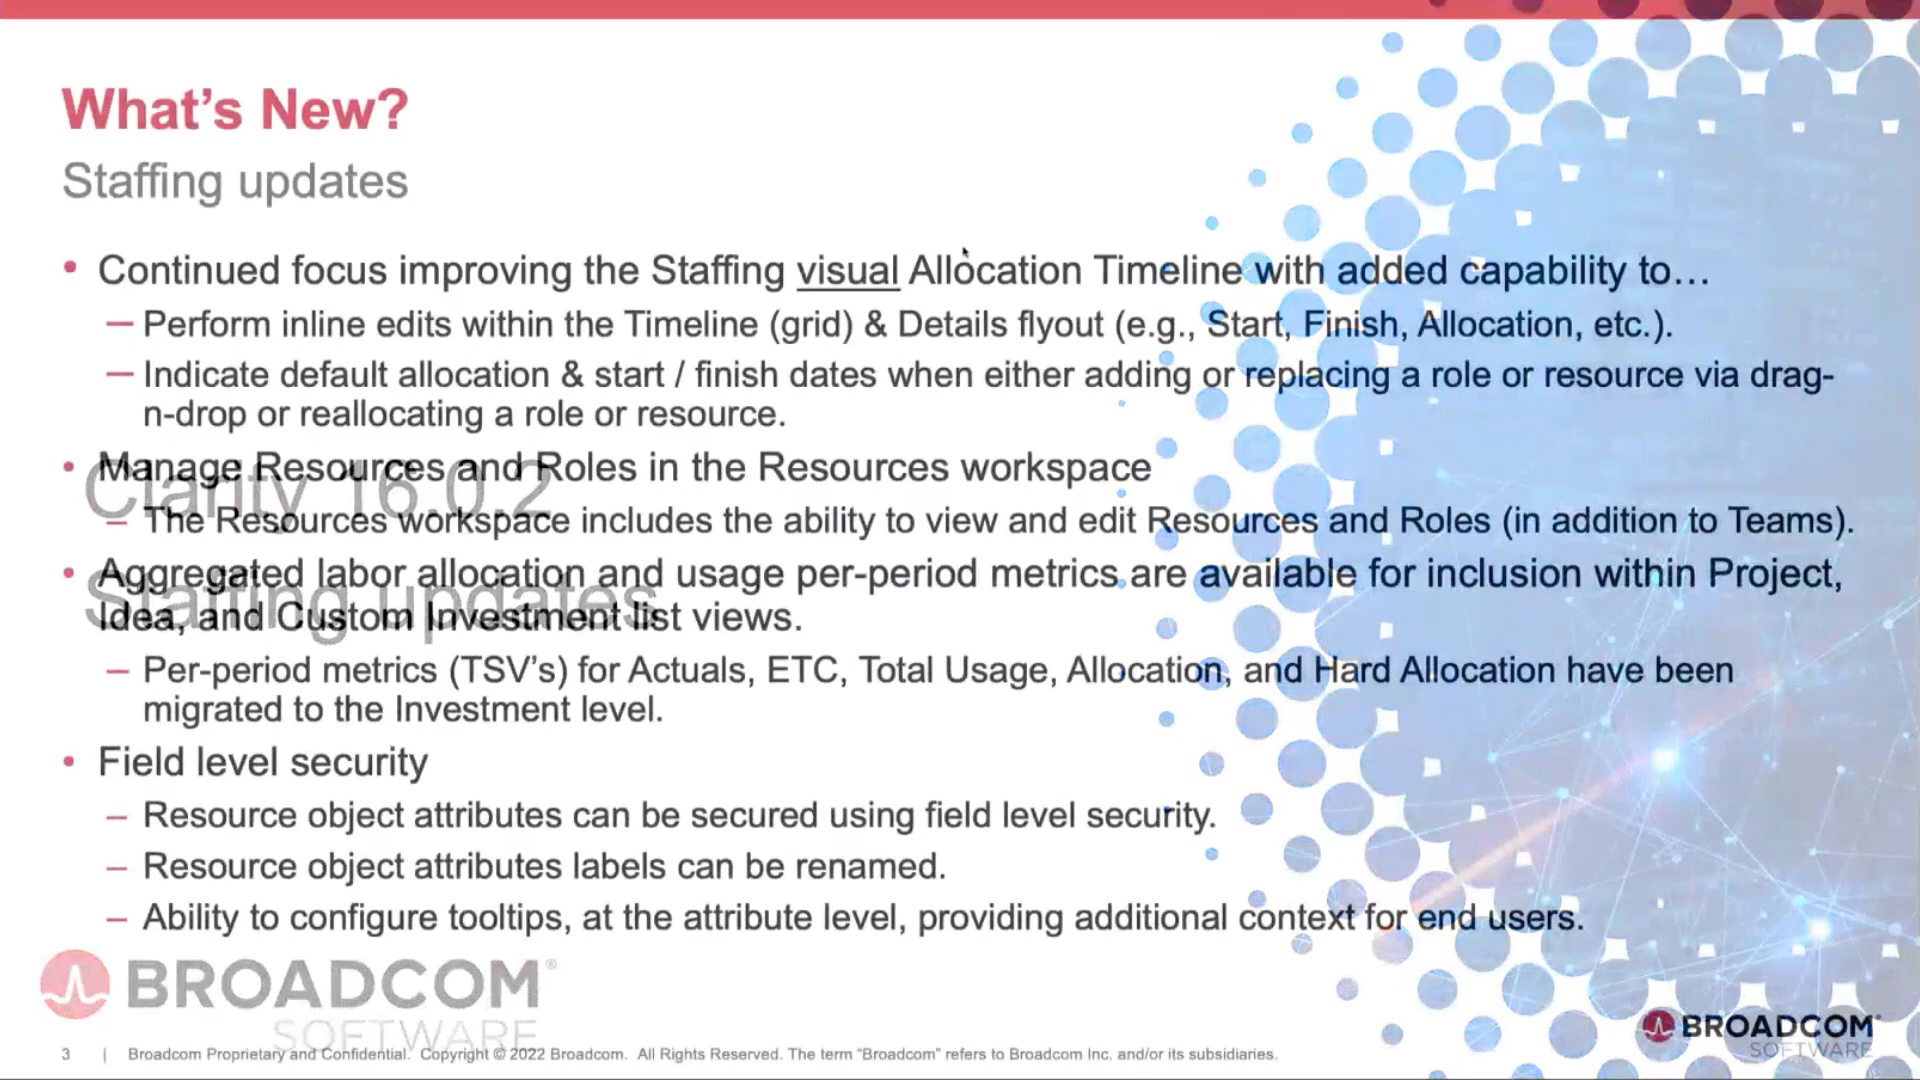 What's New?
Staffing updates
• Continued focus improving the Staffing visual Allocation Timeline with added capability to…
– Perform inline edits within the Timeline (grid) & Details flyout (e.g., Start, Finish, Allocation, etc.).
– Indicate default allocation & start / finish dates when either adding or replacing a role or resource via drag-
n-drop or reallocating a role or resource.
• Manage Resources and Roles in the Resources workspace
Clarity 16.0.2
– The Resources workspace includes the ability to view and edit Resources and Roles (in addition to Teams).
• Aggregated labor allocation and usage per-period metrics are available for inclusion within Project,
Staffing updates
Idea, and Custom Investment list views.
– Per-period metrics (TSV's) for Actuals, ETC, Total Usage, Allocation, and Hard Allocation have been
migrated to the Investment level.
• Field level security
– Resource object attributes can be secured using field level security.
– Resource object attributes labels can be renamed.
– Ability to configure tooltips, at the attribute level, providing additional context for end users.
BROADCOM®
SOFTWARE
3 | Broadcom Proprietary and Confidential. Copyright © 2022 Broadcom. All Rights Reserved. The term "Broadcom" refers to Broadcom Inc. and/or its subsidiaries.
BROADCOM®
SOFTWARE